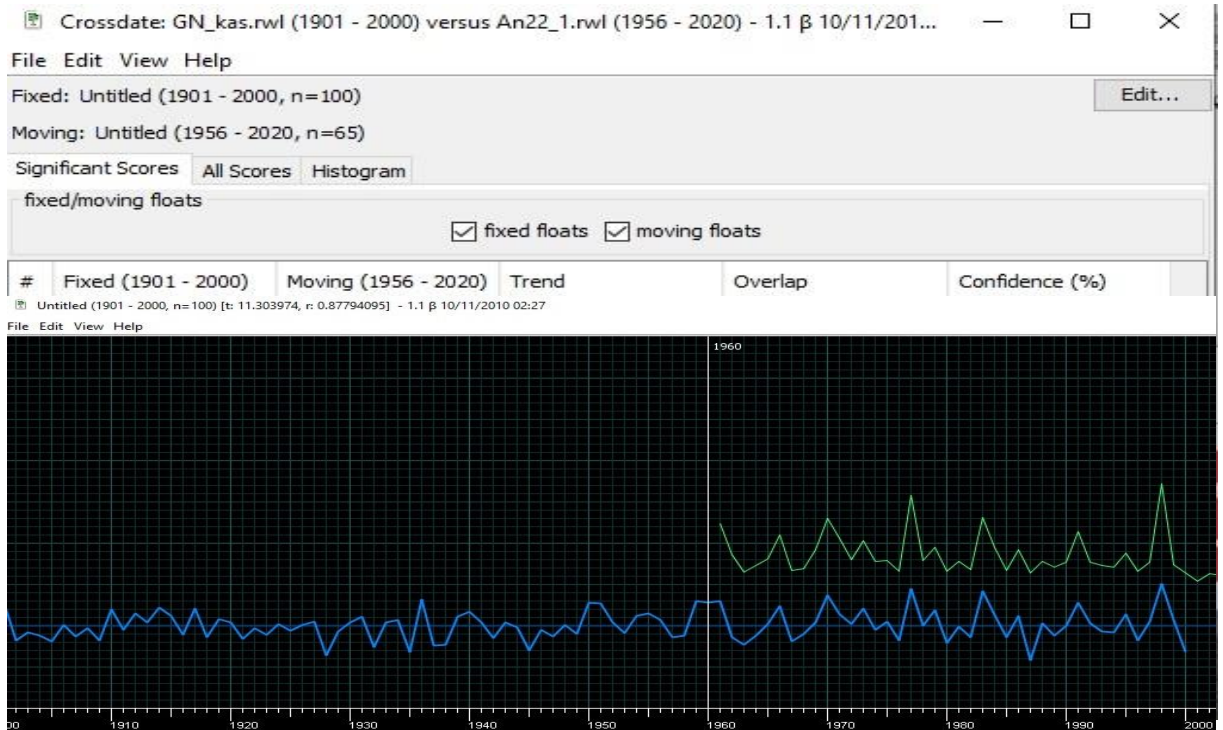 Crossdate: GN_kas.rwl (1901 - 2000) versus An22_1.rwl (1956 - 2020) - 1.1 β 10/11/201...
File Edit View Help
Fixed: Untitled (1901 - 2000, n=100) Edit...
Moving: Untitled (1956 - 2020, n=65)
Significant Scores All Scores Histogram
fixed/moving floats
fixed floats moving floats
# Fixed (1901 - 2000) Moving (1956 - 2020) Trend Overlap Confidence (%)
Untitled (1901 - 2000, n=100) [t: 11.303974, r: 0.87794095] - 1.1 β 10/11/2010 02:27
File Edit View Help
1960
00 1910 1920 1930 1940 1950 1960 1970 1980 1990 2000